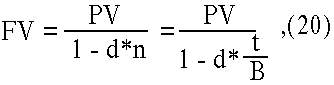 FV = PV / (1 - d*n) = PV / (1 - d* t/B) ,(20)